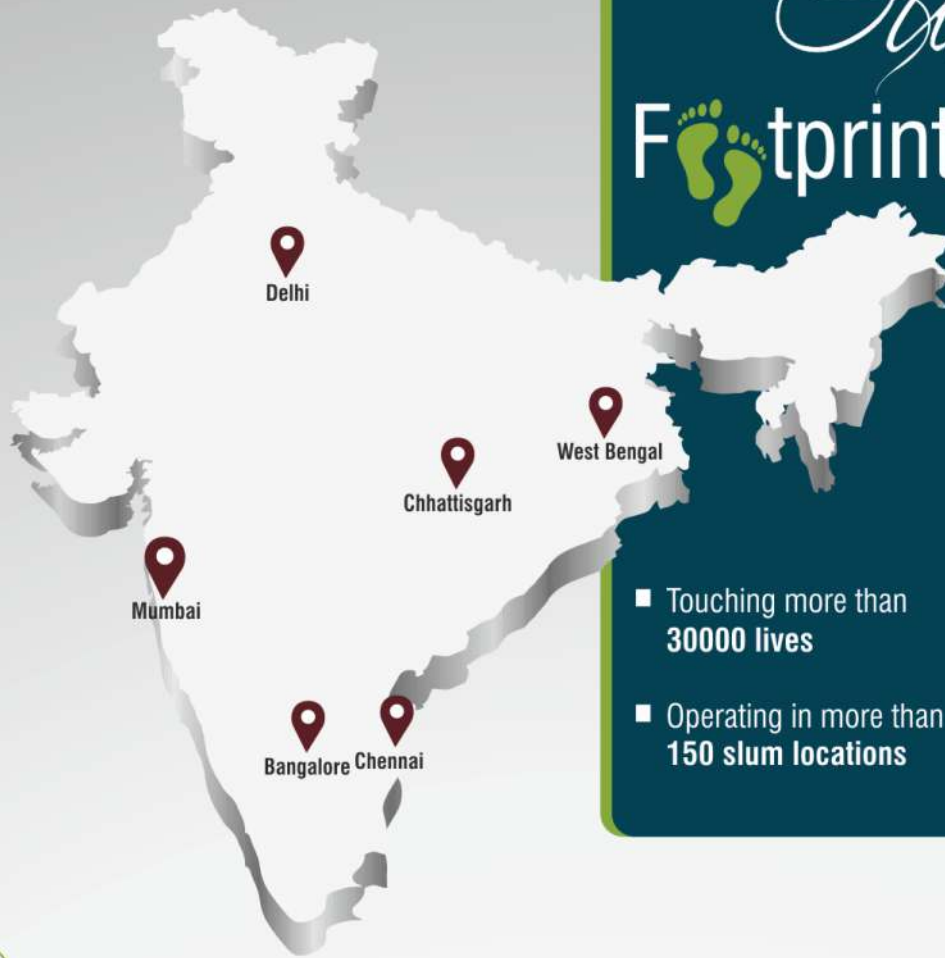 F tprint
Delhi
West Bengal
Chhattisgarh
Mumbai
Bangalore
Chennai
■ Touching more than
30000 lives
■ Operating in more than
150 slum locations